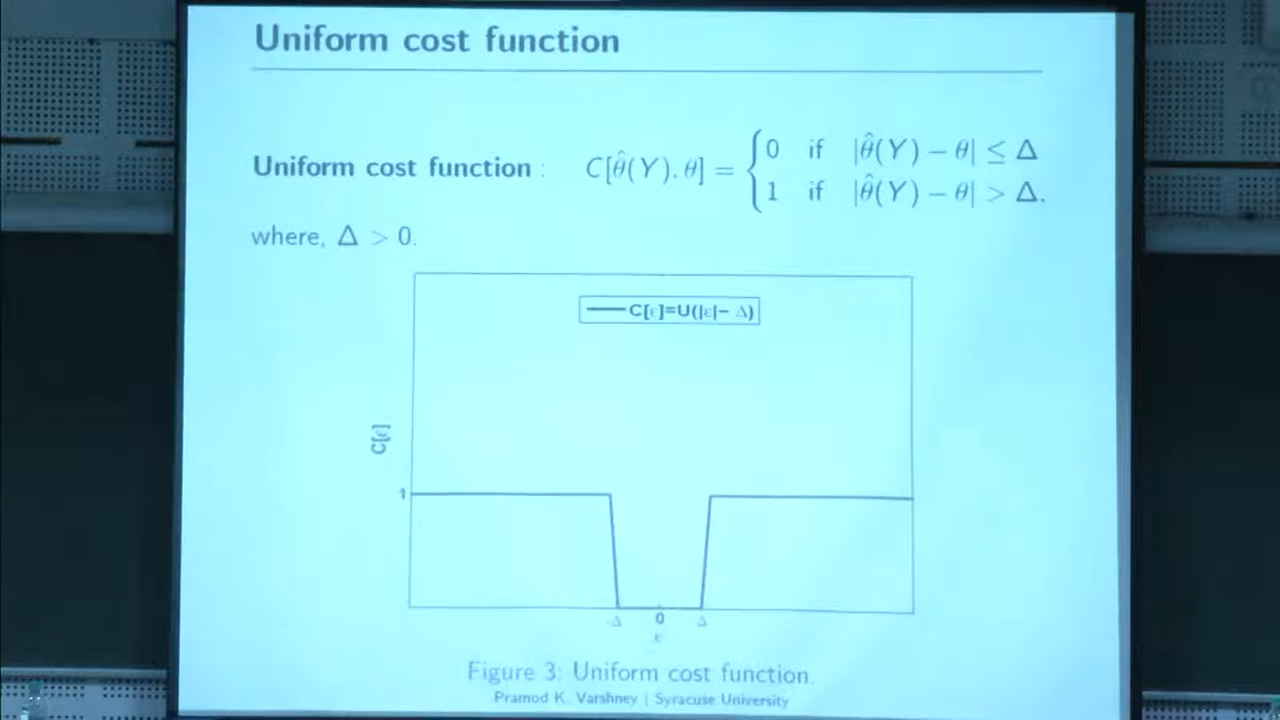 Uniform cost function
Uniform cost function : C[θ̂(Y), θ] = {0 if |θ̂(Y) − θ| ≤ Δ
1 if |θ̂(Y) − θ| > Δ.
where, Δ > 0.
C[ε]=U(|ε|− Δ)
C[ε]
1
-Δ 0 Δ
ε
Figure 3: Uniform cost function.
Pramod K. Varshney | Syracuse University